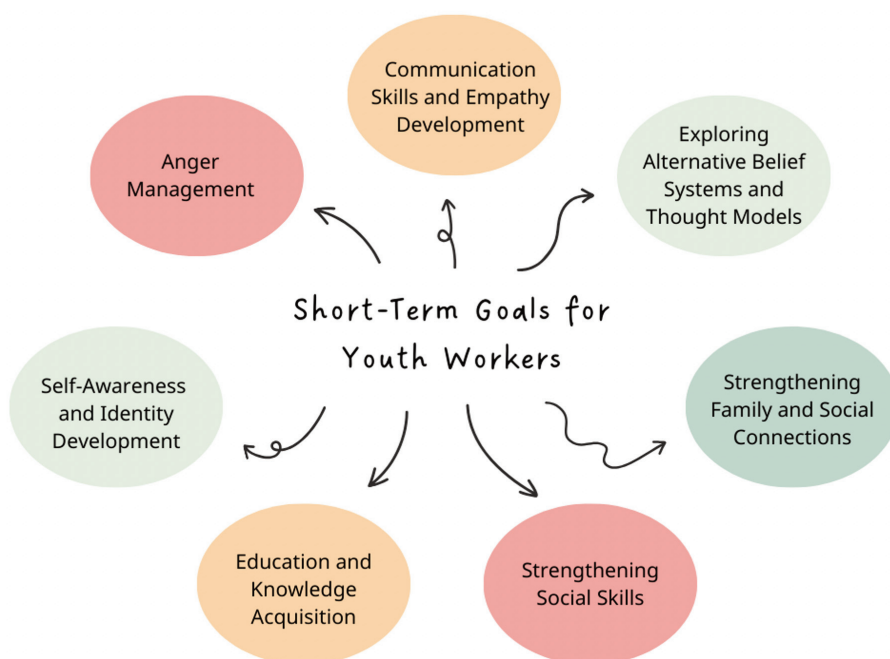 Communication
Skills and Empathy
Development
Anger
Management
Exploring
Alternative Belief
Systems and
Thought Models
Short-Term Goals for
Youth Workers
Self-Awareness
and Identity
Development
Strengthening
Family and Social
Connections
Education and
Knowledge
Acquisition
Strengthening
Social Skills